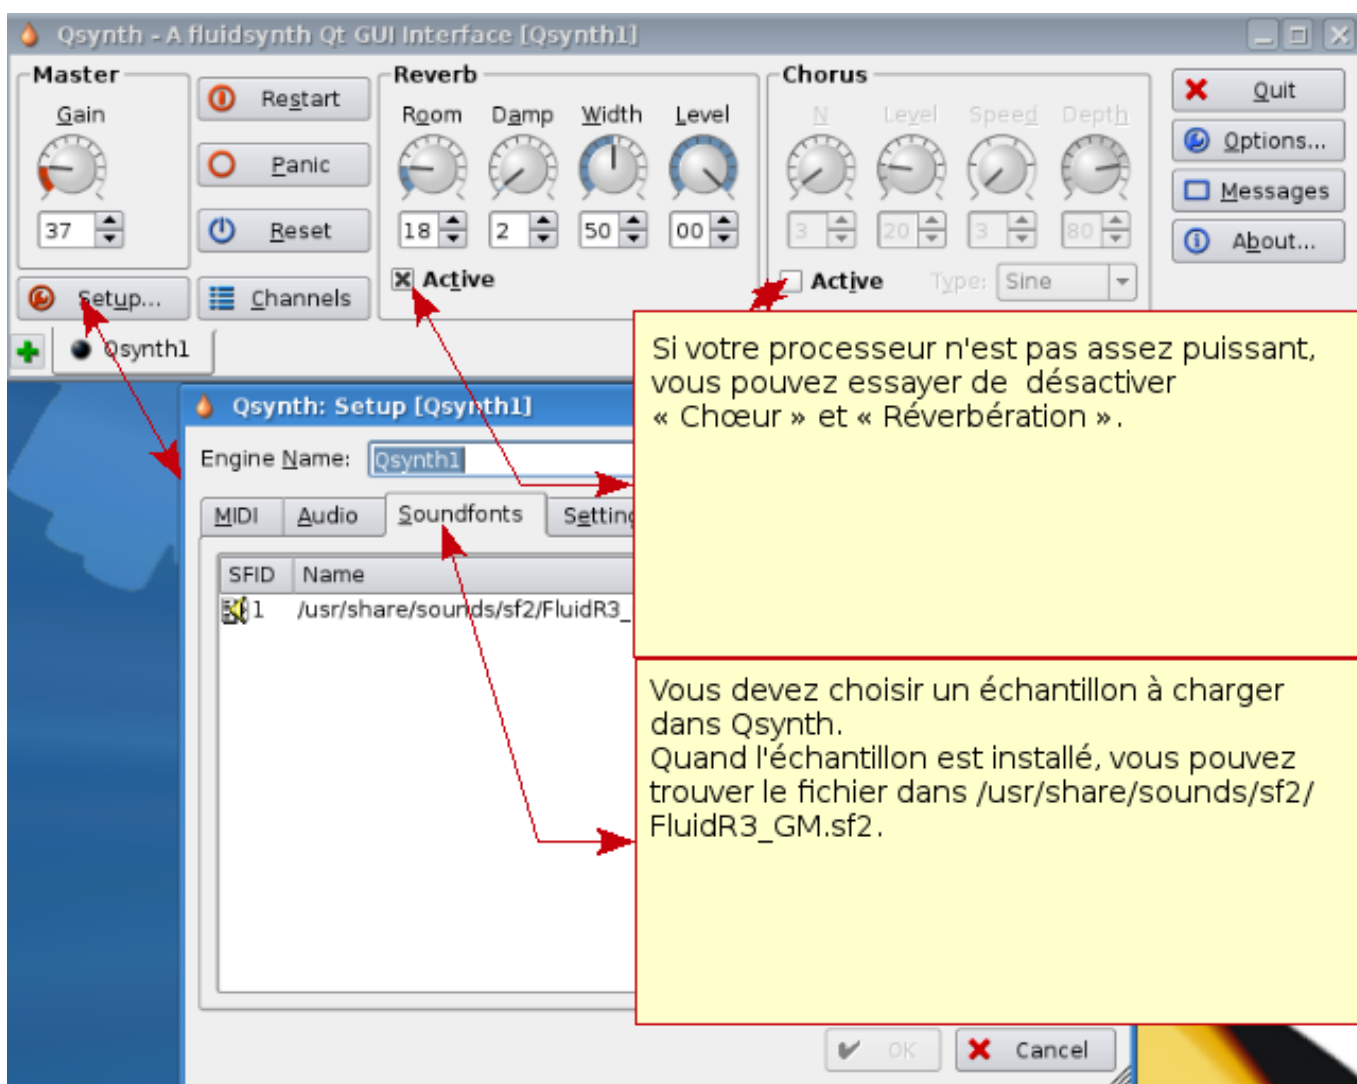 Qsynth - A fluidsynth Qt GUI Interface [Qsynth1]
Master
Reverb
Chorus
Gain
Restart
Room Damp Width Level
N Level Speed Depth
Quit
Options...
Panic
Messages
37
Reset
18 2 50 00
3 20 3 80
About...
Setup...
Channels
Active
Active Type: Sine
Qsynth1
Si votre processeur n'est pas assez puissant,
vous pouvez essayer de désactiver
« Chœur » et « Réverbération ».
Qsynth: Setup [Qsynth1]
Engine Name: Qsynth1
MIDI Audio Soundfonts Setting
SFID Name
1 /usr/share/sounds/sf2/FluidR3_
Vous devez choisir un échantillon à charger
dans Qsynth.
Quand l'échantillon est installé, vous pouvez
trouver le fichier dans /usr/share/sounds/sf2/
FluidR3_GM.sf2.
OK Cancel